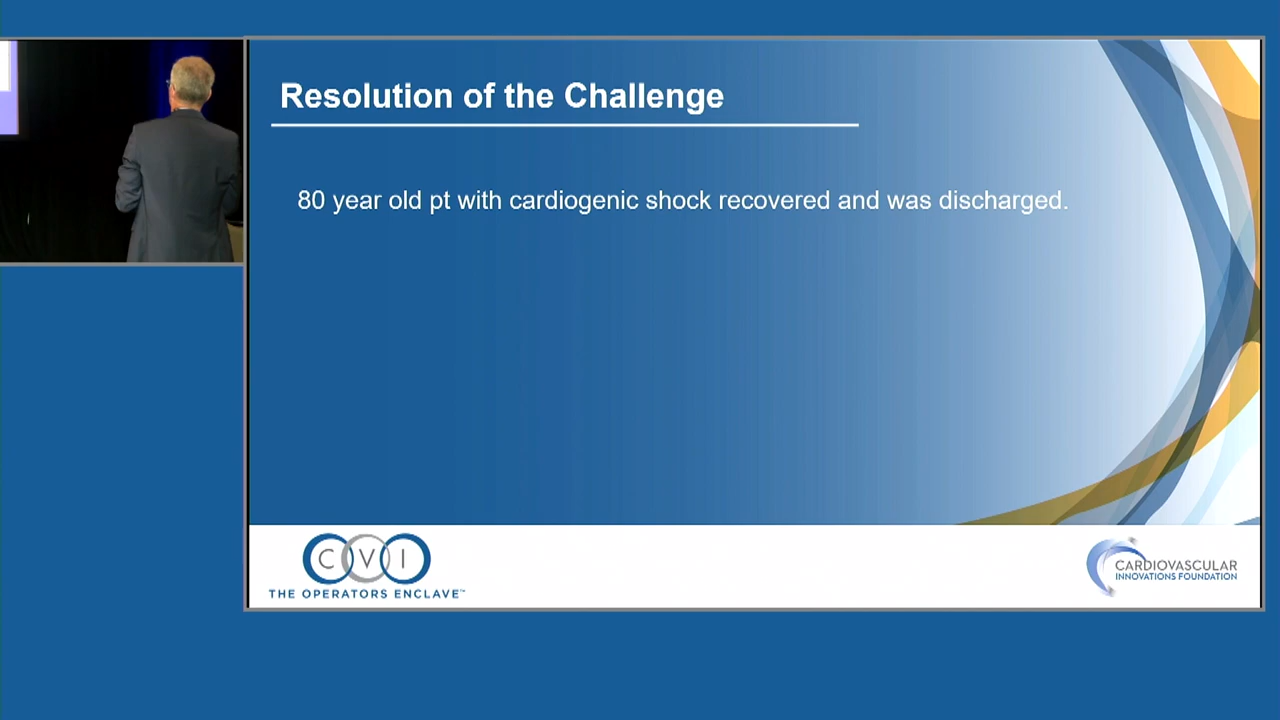 Resolution of the Challenge
80 year old pt with cardiogenic shock recovered and was discharged.
CVI
THE OPERATORS ENCLAVE™
CARDIOVASCULAR
INNOVATIONS FOUNDATION